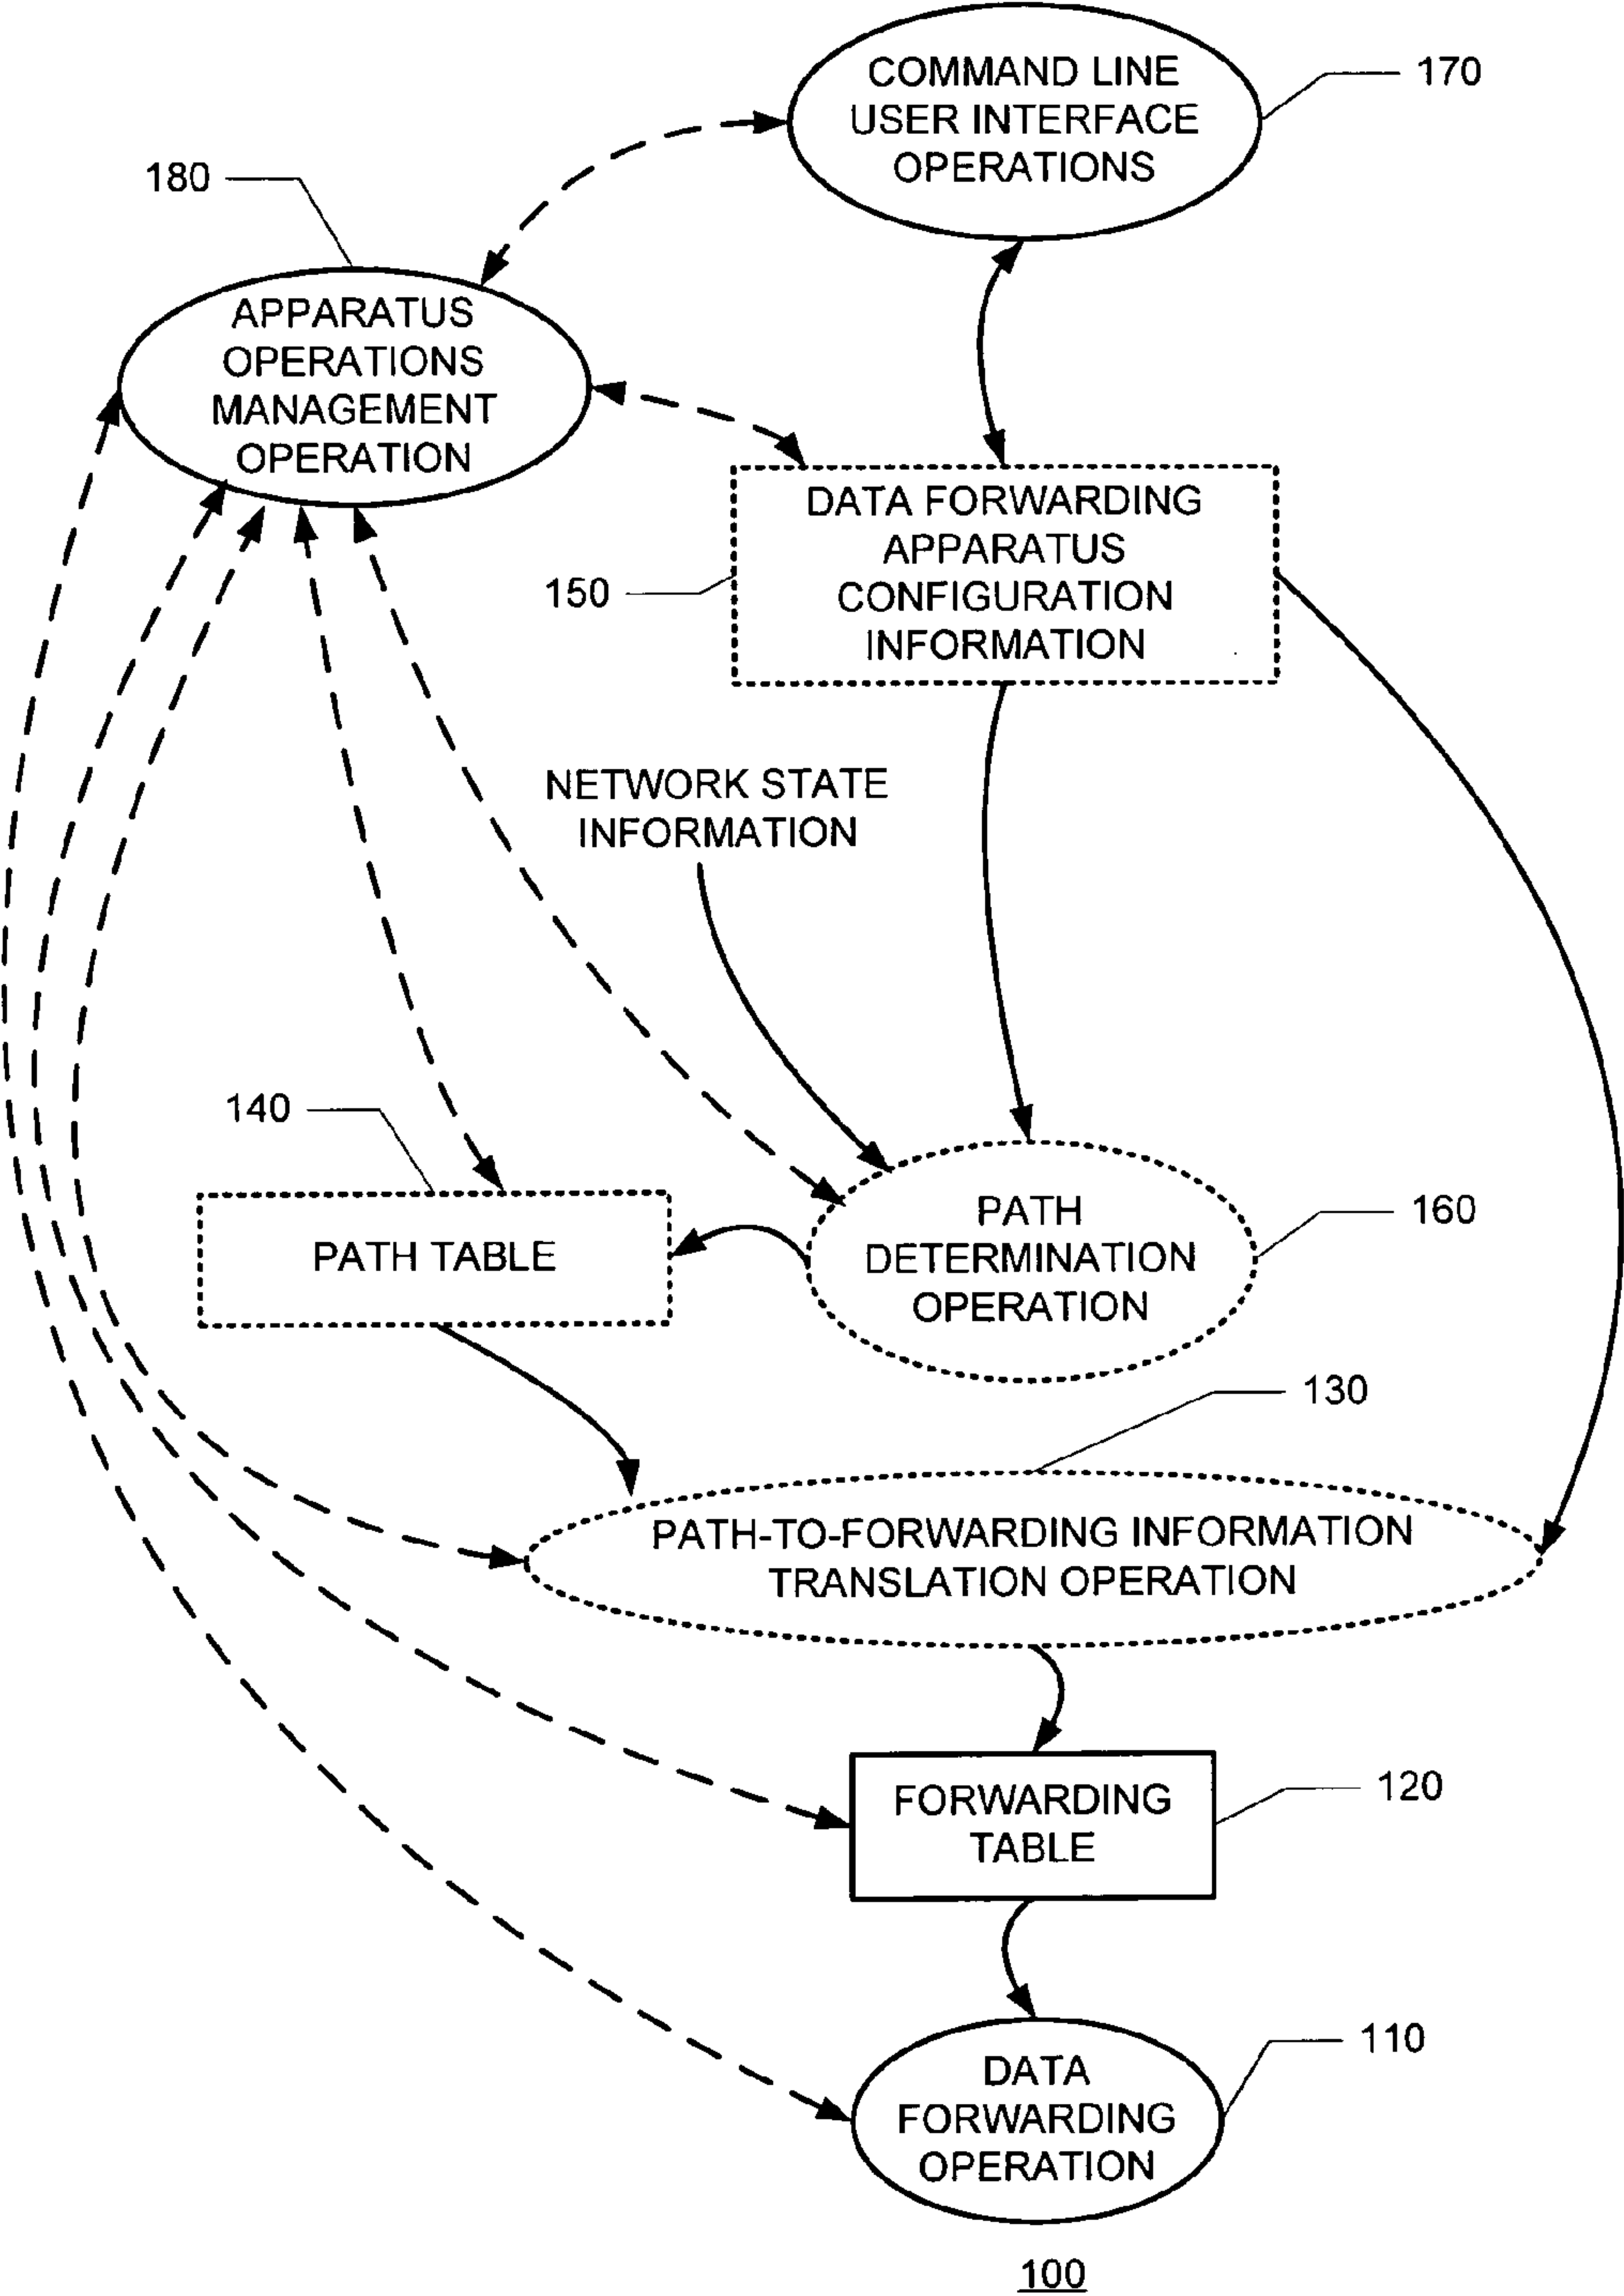 COMMAND LINE
USER INTERFACE
OPERATIONS
170
180
APPARATUS
OPERATIONS
MANAGEMENT
OPERATION
DATA FORWARDING
APPARATUS
CONFIGURATION
INFORMATION
150
NETWORK STATE
INFORMATION
140
PATH TABLE
PATH
DETERMINATION
OPERATION
160
130
PATH-TO-FORWARDING INFORMATION
TRANSLATION OPERATION
FORWARDING
TABLE
120
DATA
FORWARDING
OPERATION
110
100